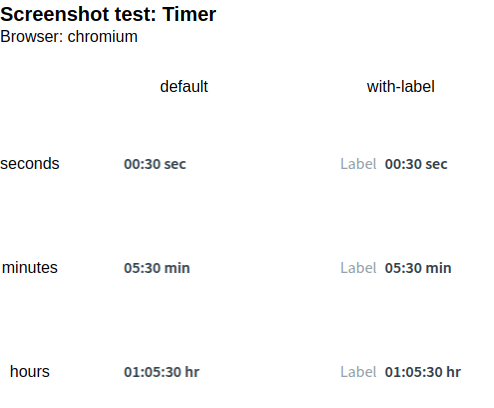 Screenshot test: Timer
Browser: chromium
default with-label
seconds 00:30 sec Label 00:30 sec
minutes 05:30 min Label 05:30 min
hours 01:05:30 hr Label 01:05:30 hr